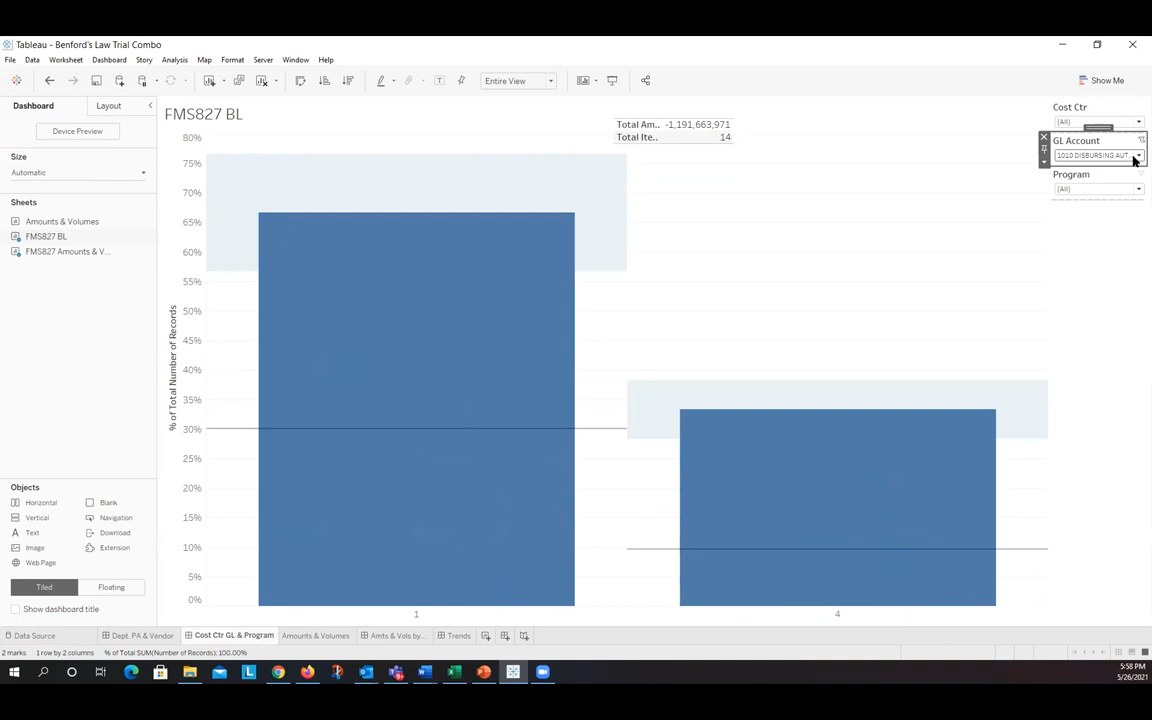 Tableau - Benford's Law Trial Combo
File Data Worksheet Dashboard Story Analysis Map Format Server Window Help
Entire View
Show Me
Dashboard Layout
Device Preview
Size
Automatic
Sheets
Amounts & Volumes
FMS827 BL
FMS827 Amounts & V...
Objects
Horizontal Blank
Vertical Navigation
Text Download
Image Extension
Web Page
Tiled Floating
Show dashboard title
FMS827 BL
Total Am.. -1,191,663,971
Total Ite.. 14
% of Total Number of Records
80%
75%
70%
65%
60%
55%
50%
45%
40%
35%
30%
25%
20%
15%
10%
5%
0%
1 4
Cost Ctr
(All)
GL Account
1010 DISBURSING AUT...
Program
(All)
Data Source Dept. PA & Vendor Cost Ctr GL & Program Amounts & Volumes Amts & Vols by... Trends
2 marks 1 row by 2 columns % of Total SUM(Number of Records): 100.00%
5:58 PM
5/26/2021